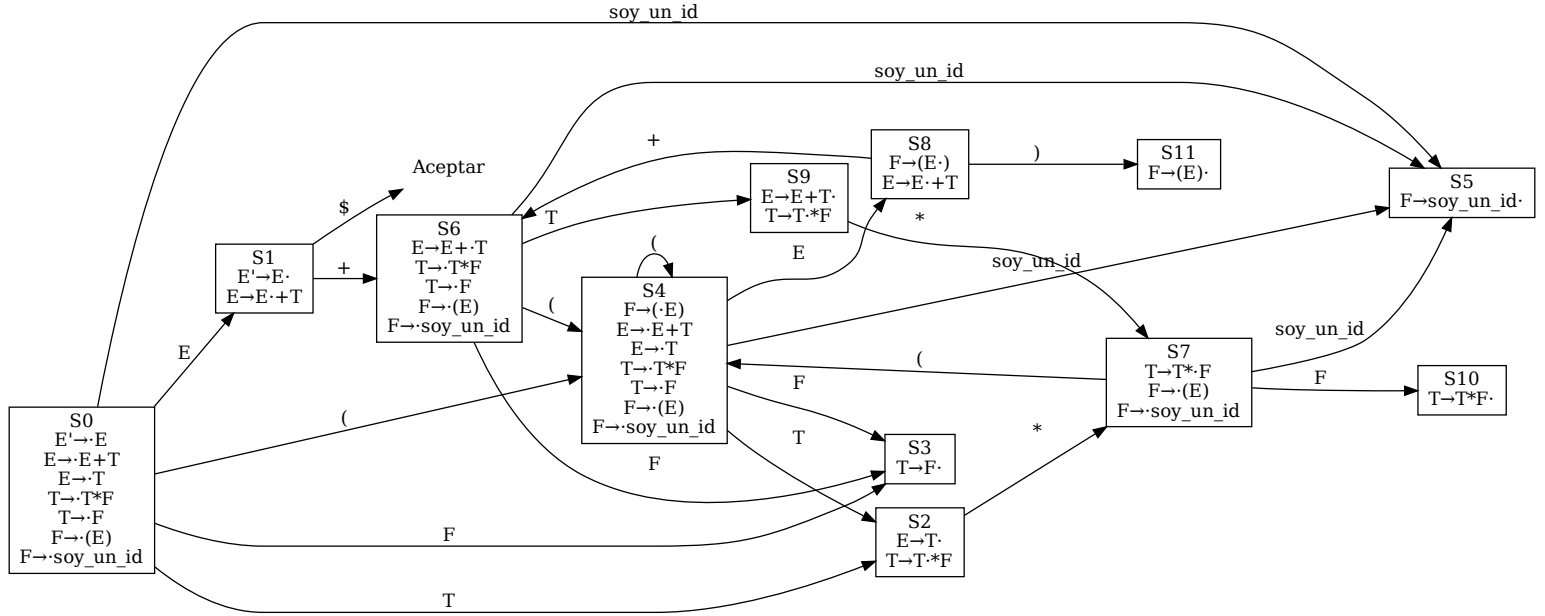 soy_un_id
soy_un_id
Aceptar
$
+
+
)
*
T
E
(
(
(
(
E
soy_un_id
soy_un_id
F
F
T
F
*
F
T
S0
E'→·E
E→·E+T
E→·T
T→·T*F
T→·F
F→·(E)
F→·soy_un_id
S1
E'→E·
E→E·+T
S6
E→E+·T
T→·T*F
T→·F
F→·(E)
F→·soy_un_id
S9
E→E+T·
T→T·*F
S8
F→(E·)
E→E·+T
S11
F→(E)·
S5
F→soy_un_id·
S4
F→(·E)
E→·E+T
E→·T
T→·T*F
T→·F
F→·(E)
F→·soy_un_id
S7
T→T*·F
F→·(E)
F→·soy_un_id
S10
T→T*F·
S3
T→F·
S2
E→T·
T→T·*F